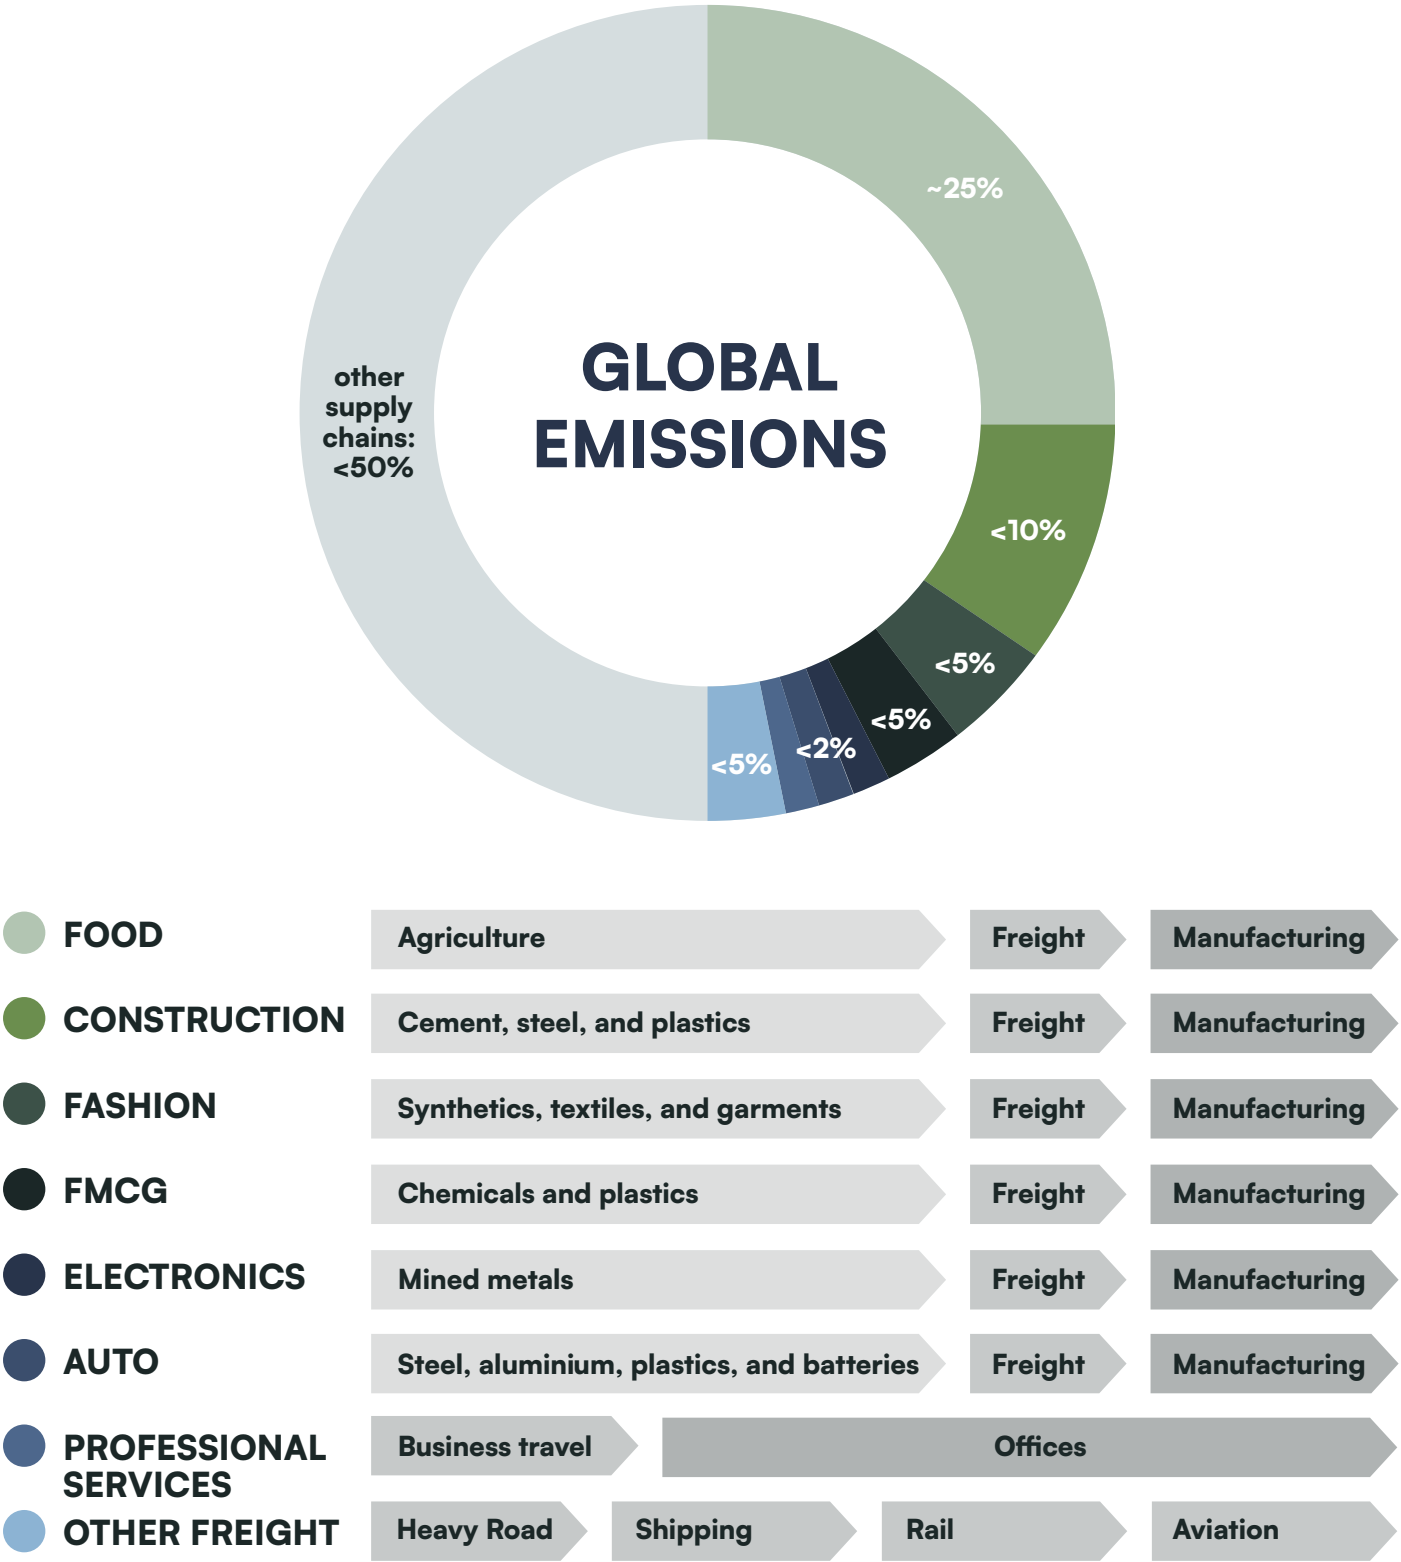 ~25%
other
supply
chains:
<50%
GLOBAL
EMISSIONS
<10%
<5%
<5%
<2%
<5%
FOOD Agriculture Freight Manufacturing
CONSTRUCTION Cement, steel, and plastics Freight Manufacturing
FASHION Synthetics, textiles, and garments Freight Manufacturing
FMCG Chemicals and plastics Freight Manufacturing
ELECTRONICS Mined metals Freight Manufacturing
AUTO Steel, aluminium, plastics, and batteries Freight Manufacturing
PROFESSIONAL Business travel Offices
SERVICES
OTHER FREIGHT Heavy Road Shipping Rail Aviation